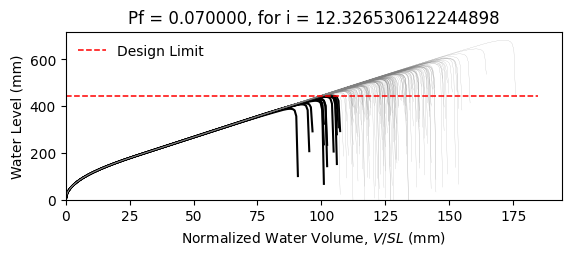 Pf = 0.070000, for i = 12.326530612244898
Design Limit
Water Level (mm)
600
400
200
0
0 25 50 75 100 125 150 175
Normalized Water Volume, V/SL (mm)